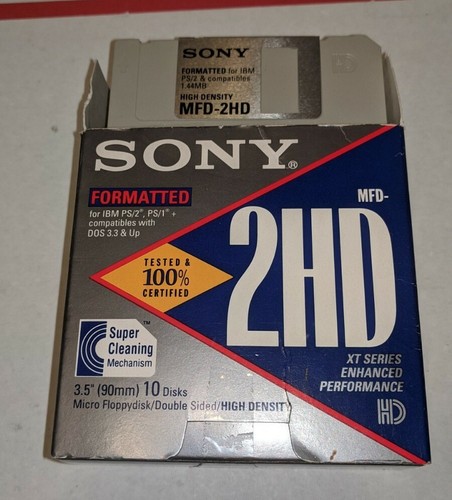 SONY
FORMATTED for IBM
PS/2 & compatibles
1.44MB
HIGH DENSITY
MFD-2HD
SONY®
FORMATTED
for IBM PS/2®, PS/1® +
compatibles with
DOS 3.3 & Up
MFD-
2HD
TESTED &
100%
CERTIFIED
Super
Cleaning
Mechanism
™
XT SERIES
ENHANCED
PERFORMANCE
3.5" (90mm) 10 Disks
Micro Floppydisk/Double Sided/HIGH DENSITY
HD